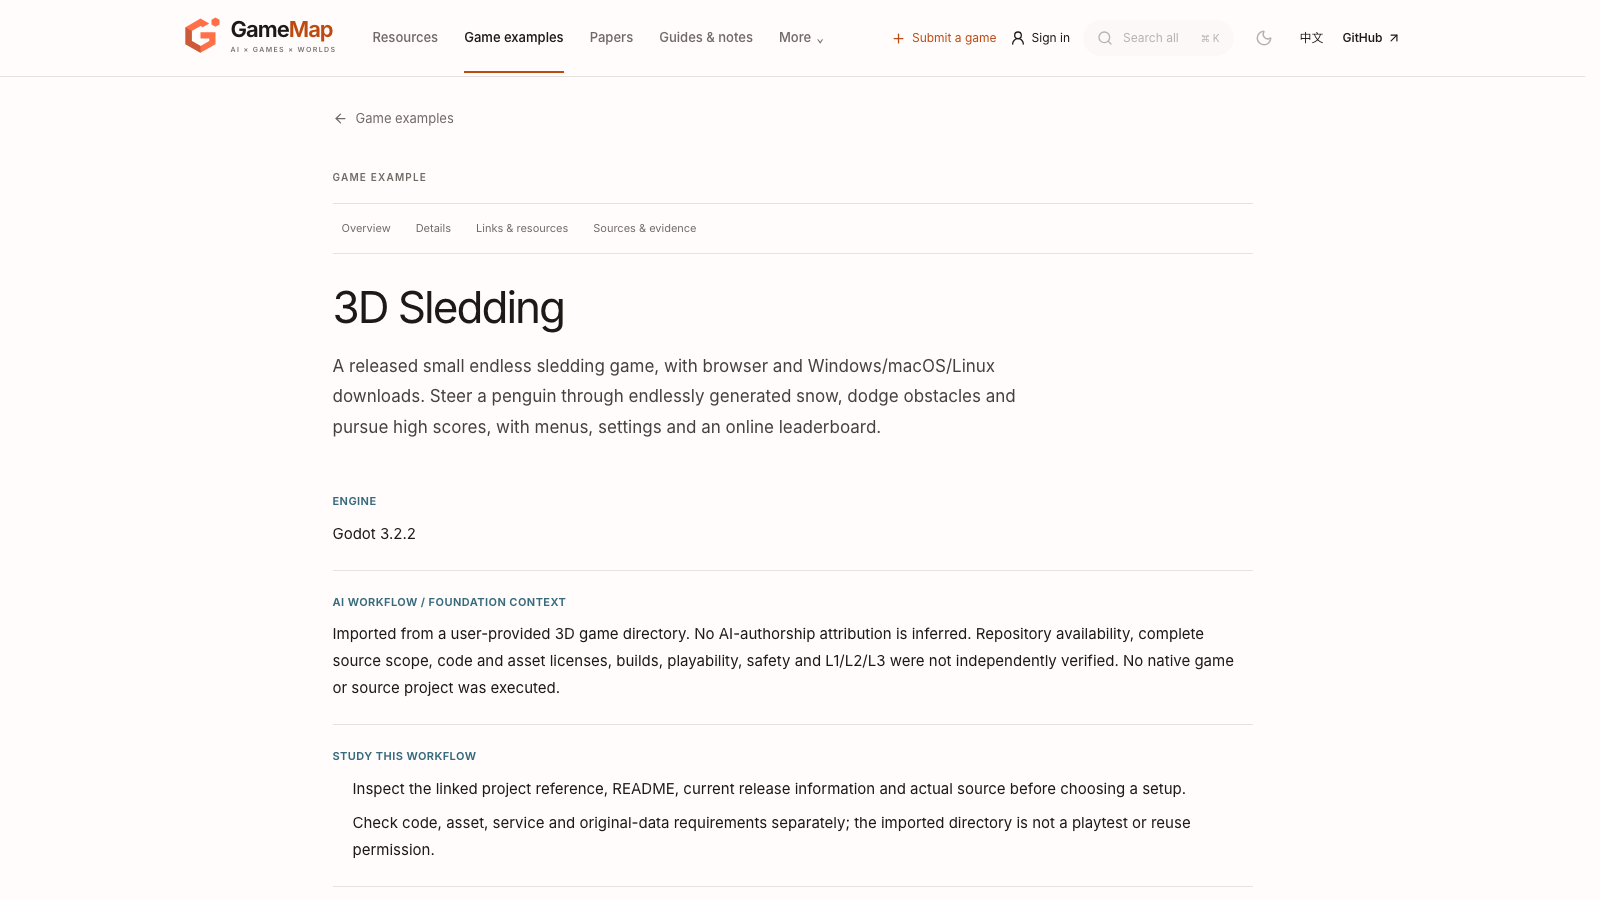 GameMap
AI × GAMES × WORLDS
Resources
Game examples
Papers
Guides & notes
More
Submit a game
Sign in
Search all
⌘ K
中文
GitHub
Game examples
GAME EXAMPLE
Overview
Details
Links & resources
Sources & evidence
3D Sledding
A released small endless sledding game, with browser and Windows/macOS/Linux
downloads. Steer a penguin through endlessly generated snow, dodge obstacles and
pursue high scores, with menus, settings and an online leaderboard.
ENGINE
Godot 3.2.2
AI WORKFLOW / FOUNDATION CONTEXT
Imported from a user-provided 3D game directory. No AI-authorship attribution is inferred. Repository availability, complete
source scope, code and asset licenses, builds, playability, safety and L1/L2/L3 were not independently verified. No native game
or source project was executed.
STUDY THIS WORKFLOW
Inspect the linked project reference, README, current release information and actual source before choosing a setup.
Check code, asset, service and original-data requirements separately; the imported directory is not a playtest or reuse
permission.